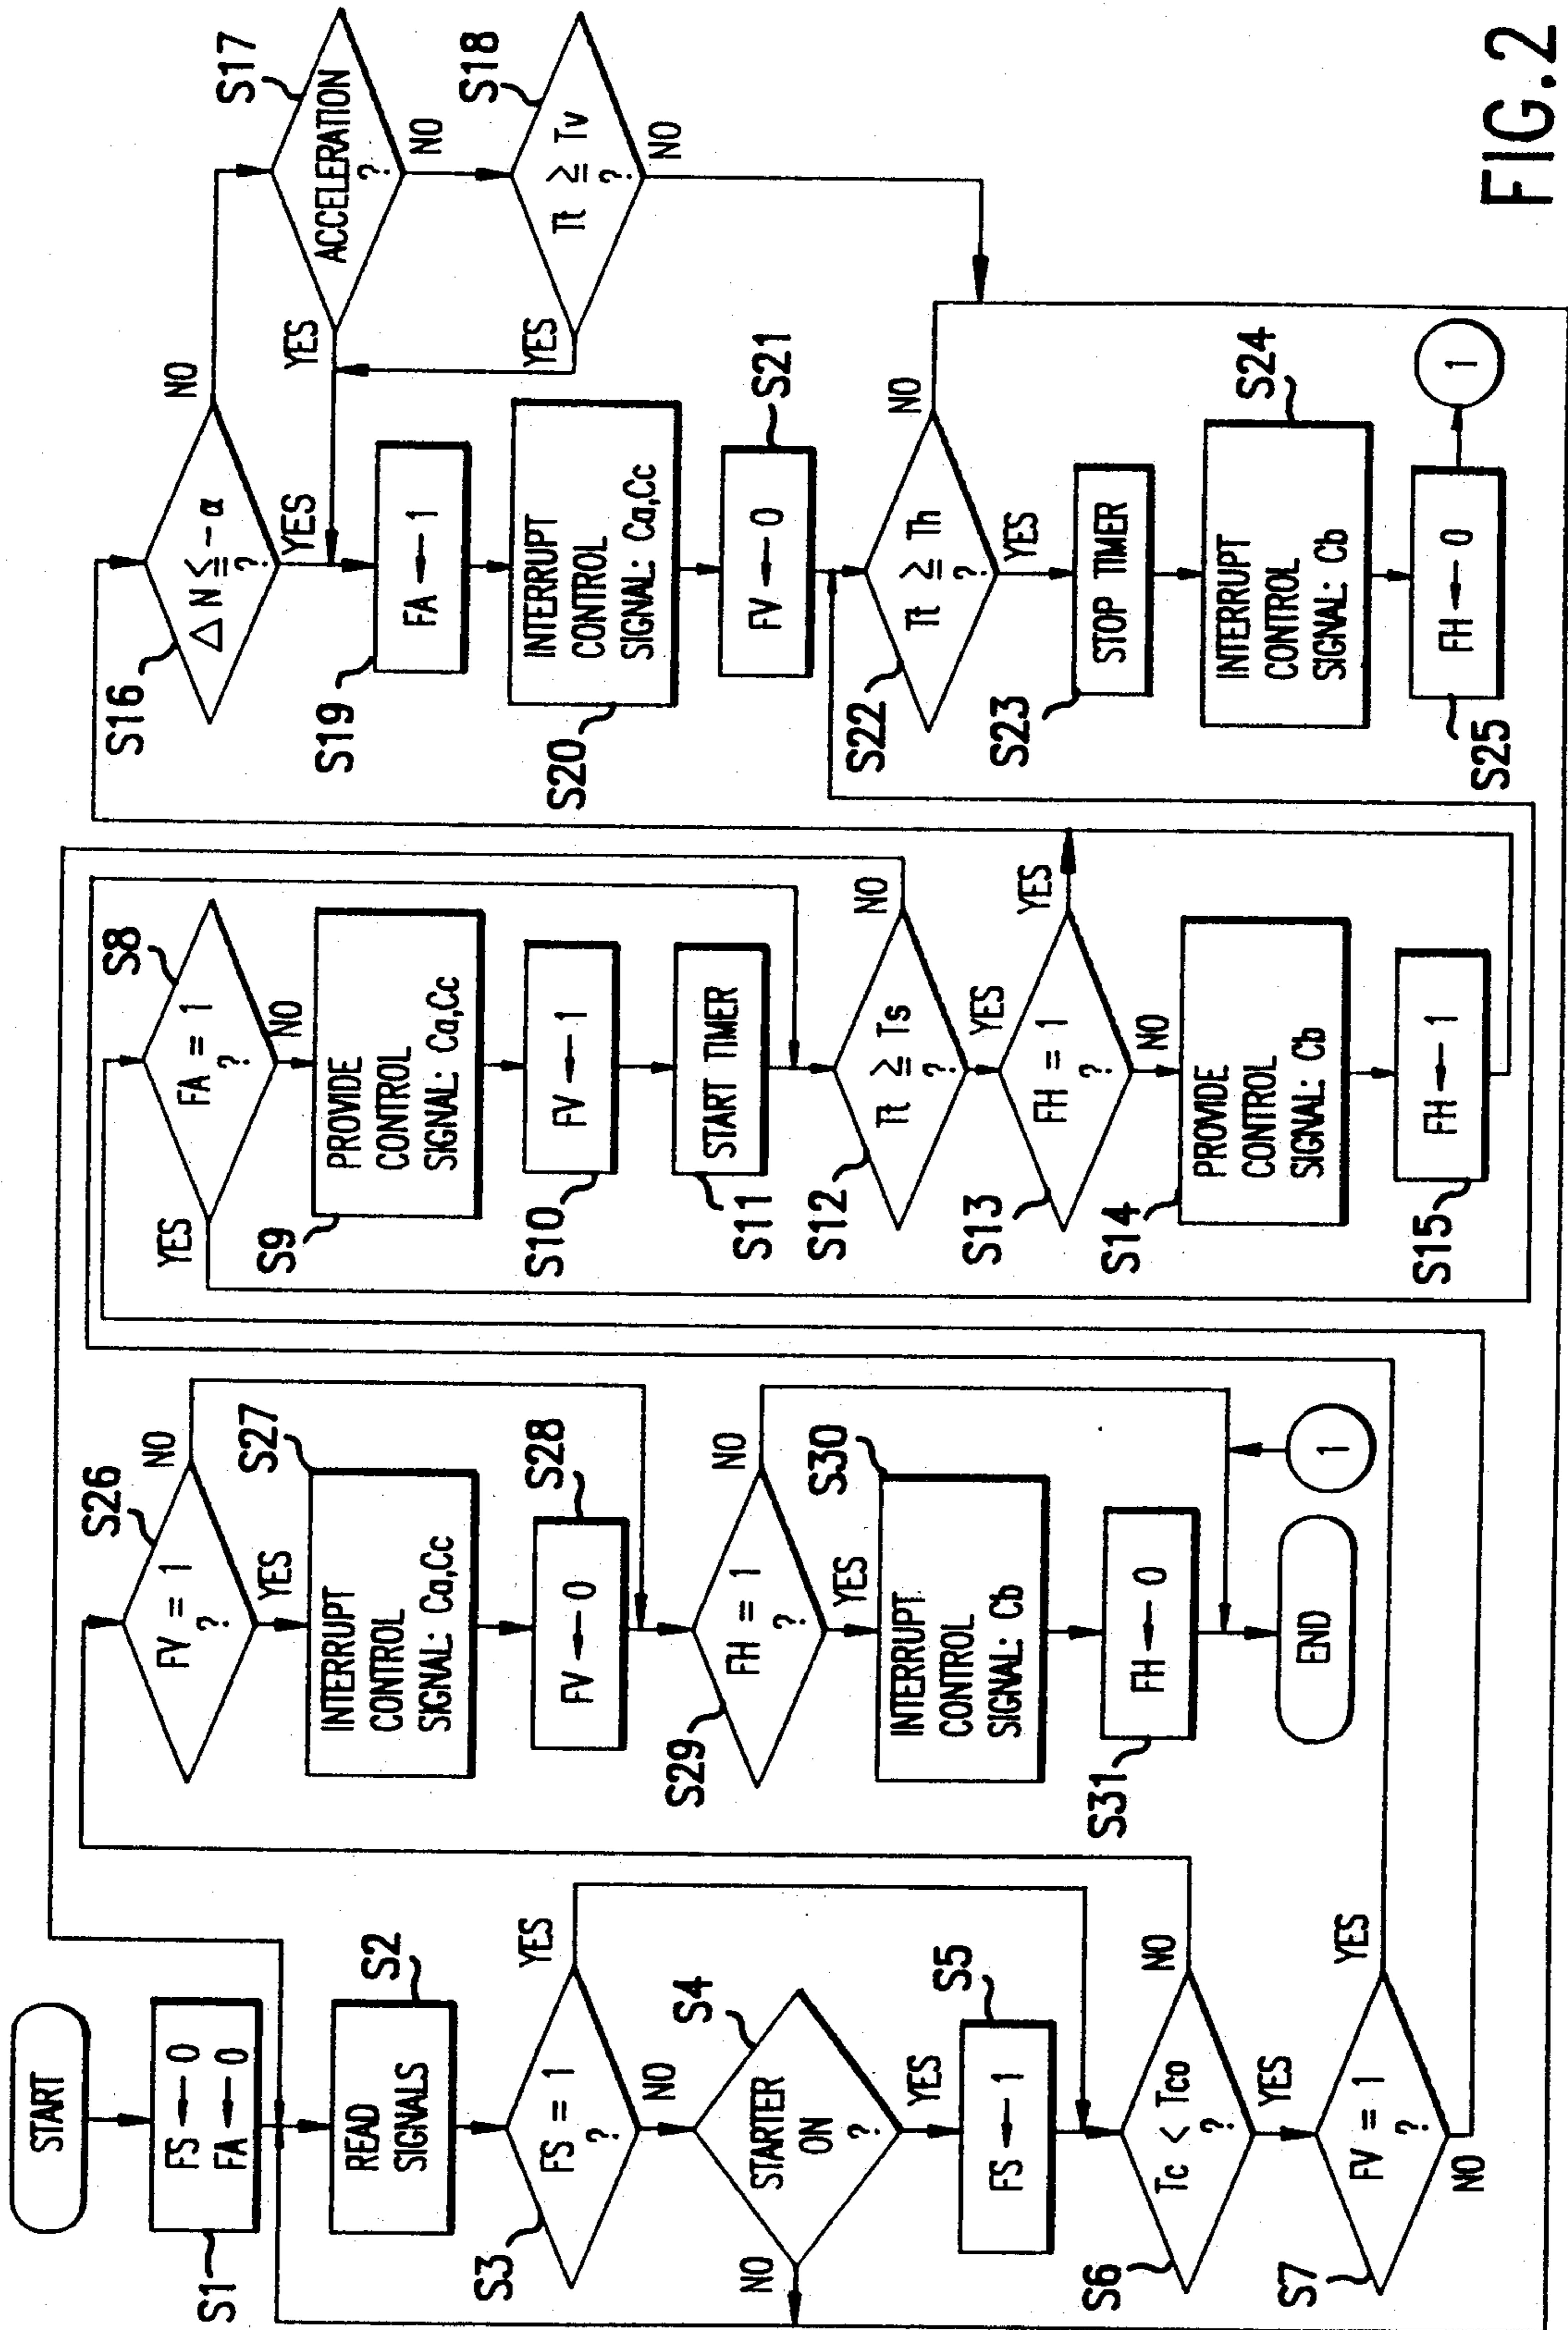 START
S1
FS ← 0
FA ← 0
S2
READ
SIGNALS
S3
FS = 1
?
YES
NO
S4
STARTER
ON
?
NO
YES
S5
FS ← 1
S6
Tc < Tco
?
NO
YES
S7
FV = 1
?
YES
NO
S26
FV = 1
?
NO
YES
S27
INTERRUPT
CONTROL
SIGNAL: Ca,Cc
S28
FV ← 0
S29
FH = 1
?
NO
YES
S30
INTERRUPT
CONTROL
SIGNAL: Cb
S31
FH ← 0
1
END
S8
FA = 1
?
YES
NO
S9
PROVIDE
CONTROL
SIGNAL: Ca,Cc
S10
FV ← 1
S11
START TIMER
S12
Tt ≧ Ts
?
NO
YES
S13
FH = 1
?
YES
NO
S14
PROVIDE
CONTROL
SIGNAL: Cb
S15
FH ← 1
S16
△ N ≦ - α
?
NO
YES
S17
ACCELERATION
?
YES
NO
S18
Tt ≧ Tv
?
YES
NO
S19
FA ← 1
S20
INTERRUPT
CONTROL
SIGNAL: Ca,Cc
S21
FV ← 0
S22
Tt ≧ Th
?
NO
YES
S23
STOP TIMER
S24
INTERRUPT
CONTROL
SIGNAL: Cb
S25
FH ← 0
1
FIG.2